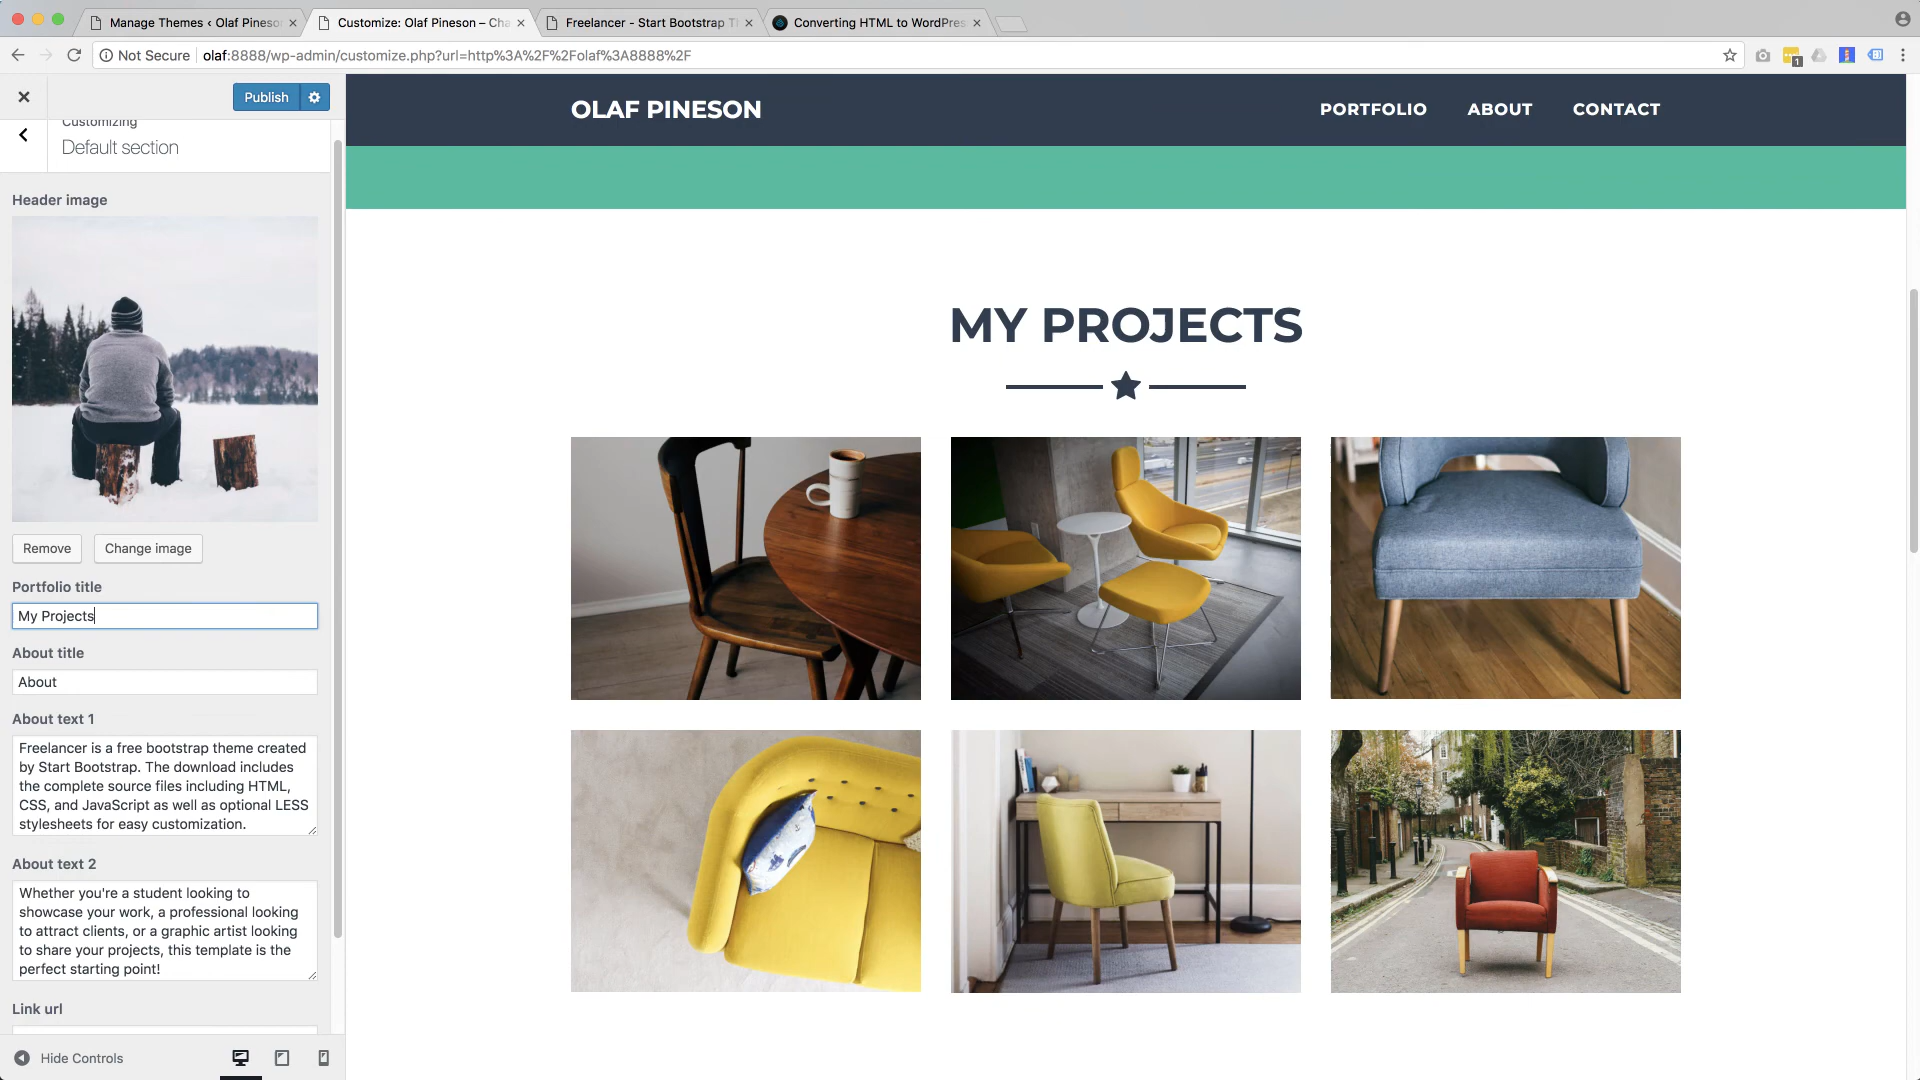 Manage Themes ‹ Olaf Pineson
Customize: Olaf Pineson – Cha
Freelancer - Start Bootstrap Th
Converting HTML to WordPress
Not Secure
olaf:8888/wp-admin/customize.php?url=http%3A%2F%2Folaf%3A8888%2F
1
Publish
Customizing
Default section
Header image
Remove
Change image
Portfolio title
My Projects
About title
About
About text 1
Freelancer is a free bootstrap theme created
by Start Bootstrap. The download includes
the complete source files including HTML,
CSS, and JavaScript as well as optional LESS
stylesheets for easy customization.
About text 2
Whether you're a student looking to
showcase your work, a professional looking
to attract clients, or a graphic artist looking
to share your projects, this template is the
perfect starting point!
Link url
Hide Controls
OLAF PINESON
PORTFOLIO
ABOUT
CONTACT
MY PROJECTS